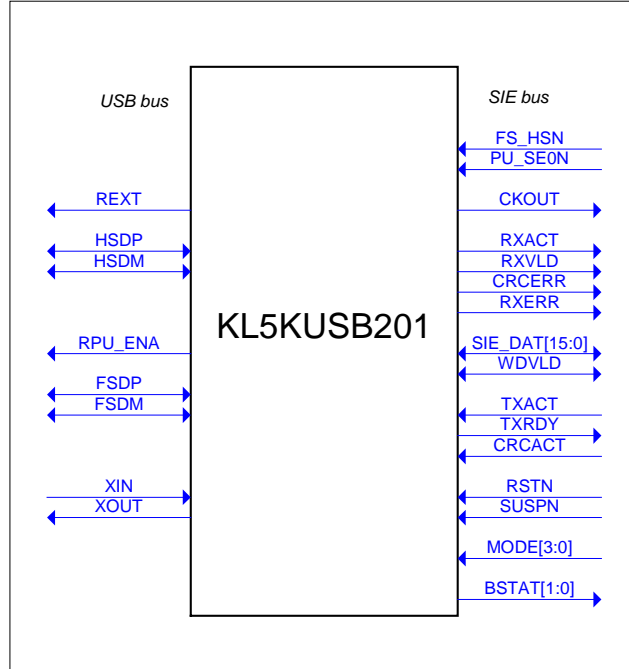 USB bus
SIE bus
FS_HSN
PU_SE0N
REXT
CKOUT
HSDP
RXACT
HSDM
RXVLD
CRCERR
RXERR
KL5KUSB201
RPU_ENA
SIE_DAT[15:0]
WDVLD
FSDP
FSDM
TXACT
TXRDY
CRCACT
XIN
RSTN
XOUT
SUSPN
MODE[3:0]
BSTAT[1:0]